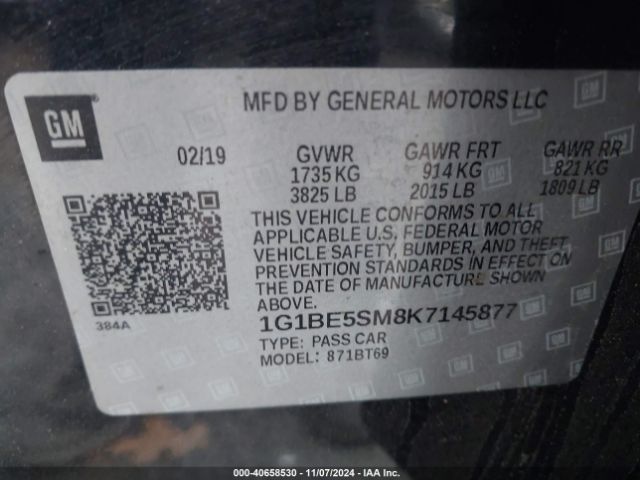 GM
MFD BY GENERAL MOTORS LLC
02/19 GVWR GAWR FRT GAWR RR
1735 KG 914 KG 821 KG
3825 LB 2015 LB 1809 LB
THIS VEHICLE CONFORMS TO ALL
APPLICABLE U.S. FEDERAL MOTOR
VEHICLE SAFETY, BUMPER, AND THEFT
PREVENTION STANDARDS IN EFFECT ON
THE DATE OF MANUFACTURE SHOWN
ABOVE.
384A
1G1BE5SM8K7145877
TYPE: PASS CAR
MODEL: 871BT69
000-40658530 — 11/07/2024 — IAA Inc.